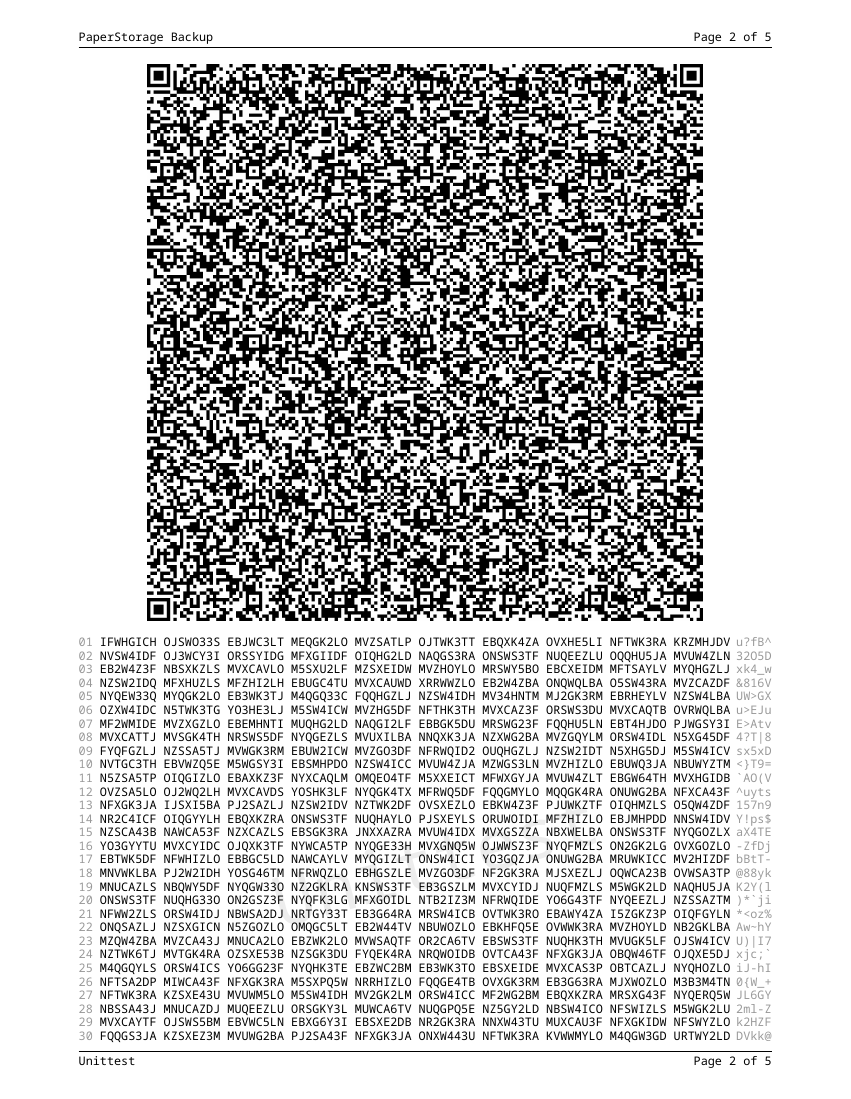 PaperStorage Backup Page 2 of 5
01 IFWHGICH OJSWO33S EBJWC3LT MEQGK2LO MVZSATLP OJTWK3TT EBQXK4ZA OVXHE5LI NFTWK3RA KRZMHJDV u?fB^
02 NVSW4IDF OJ3WCY3I ORSSYIDG MFXGIIDF OIQHG2LD NAQGS3RA ONSWS3TF NUQEEZLU OQQHU5JA MVUW4ZLN 32O5D
03 EB2W4Z3F NBSXKZLS MVXCAVLO M5SXU2LF MZSXEIDW MVZHOYLO MRSWY5BO EBCXEIDM MFTSAYLV MYQHGZLJ xk4_w
04 NZSW2IDQ MFXHUZLS MFZHI2LH EBUGC4TU MVXCAUWD XRRWWZLO EB2W4ZBA ONQWQLBA O5SW43RA MVZCAZDF &816V
05 NYQEW33Q MYQGK2LO EB3WK3TJ M4QGQ33C FQQHGZLJ NZSW4IDH MV34HNTM MJ2GK3RM EBRHEYLV NZSW4LBA UW>GX
06 OZXW4IDC N5TWK3TG YO3HE3LJ M5SW4ICW MVZHG5DF NFTHK3TH MVXCAZ3F ORSWS3DU MVXCAQTB OVRWQLBA u>EJu
07 MF2WMIDE MVZXGZLO EBEMHNTI MUQHG2LD NAQGI2LF EBBGK5DU MRSWG23F FQQHU5LN EBT4HJDO PJWGSY3I E>Atv
08 MVXCATTJ MVSGK4TH NRSWS5DF NYQGEZLS MVUXILBA NNQXK3JA NZXWG2BA MVZGQYLM ORSW4IDL N5XG45DF 4?T|8
09 FYQFGZLJ NZSSA5TJ MVWGK3RM EBUW2ICW MVZGO3DF NFRWQID2 OUQHGZLJ NZSW2IDT N5XHG5DJ M5SW4ICV sx5xD
10 NVTGC3TH EBVWZQ5E M5WGSY3I EBSMHPDO NZSW4ICC MVUW4ZJA MZWGS3LN MVZHIZLO EBUWQ3JA NBUWYZTM <}T9=
11 N5ZSA5TP OIQGIZLO EBAXKZ3F NYXCAQLM OMQEO4TF M5XXEICT MFWXGYJA MVUW4ZLT EBGW64TH MVXHGIDB `AO(V
12 OVZSA5LO OJ2WQ2LH MVXCAVDS YOSHK3LF NYQGK4TX MFRWQ5DF FQQGMYLO MQQGK4RA ONUWG2BA NFXCA43F ^uyts
13 NFXGK3JA IJSXI5BA PJ2SAZLJ NZSW2IDV NZTWK2DF OVSXEZLO EBKW4Z3F PJUWKZTF OIQHMZLS O5QW4ZDF 157n9
14 NR2C4ICF OIQGYYLH EBQXKZRA ONSWS3TF NUQHAYLO PJSXEYLS ORUWOIDI MFZHIZLO EBJMHPDD NNSW4IDV Y!ps$
15 NZSCA43B NAWCA53F NZXCAZLS EBSGK3RA JNXXAZRA MVUW4IDX MVXGSZZA NBXWELBA ONSWS3TF NYQGOZLX aX4TE
16 YO3GYYTU MVXCYIDC OJQXK3TF NYWCA5TP NYQGE33H MVXGNQ5W OJWWSZ3F NYQFMZLS ON2GK2LG OVXGOZLO -ZfDj
17 EBTWK5DF NFWHIZLO EBBGC5LD NAWCAYLV MYQGIZLT ONSW4ICI YO3GQZJA ONUWG2BA MRUWKICC MV2HIZDF bBtT-
18 MNVWKLBA PJ2W2IDH YOSG46TM NFRWQZLO EBHGSZLE MVZGO3DF NF2GK3RA MJSXEZLJ OQWCA23B OVWSA3TP @88yk
19 MNUCAZLS NBQWY5DF NYQGW33O NZ2GKLRA KNSWS3TF EB3GSZLM MVXCYIDJ NUQFMZLS M5WGK2LD NAQHU5JA K2Y(l
20 ONSWS3TF NUQHG33O ON2GSZ3F NYQFK3LG MFXGOIDL NTB2IZ3M NFRWQIDE YO6G43TF NYQEEZLJ NZSSAZTM )*`ji
21 NFWW2ZLS ORSW4IDJ NBWSA2DJ NRTGY33T EB3G64RA MRSW4ICB OVTWK3RO EBAWY4ZA I5ZGKZ3P OIQFGYLN *<oz%
22 ONQSAZLJ NZSXGICN N5ZGOZLO OMQGC5LT EB2W44TV NBUWOZLO EBKHFQ5E OVWWK3RA MVZHOYLD NB2GKLBA Aw~hY
23 MZQW4ZBA MVZCA43J MNUCA2LO EBZWK2LO MVWSAQTF OR2CA6TV EBSWS3TF NUQHK3TH MVUGK5LF OJSW4ICV U)|I7
24 NZTWK6TJ MVTGK4RA OZSXE53B NZSGK3DU FYQEK4RA NRQWOIDB OVTCA43F NFXGK3JA OBQW46TF OJQXE5DJ xjc;`
25 M4QGQYLS ORSW4ICS YO6GG23F NYQHK3TE EBZWC2BM EB3WK3TO EBSXEIDE MVXCAS3P OBTCAZLJ NYQHOZLO iJ-hI
26 NFTSA2DP MIWCA43F NFXGK3RA M5SXPQ5W NRRHIZLO FQQGE4TB OVXGK3RM EB3G63RA MJXWOZLO M3B3M4TN 0{W_+
27 NFTWK3RA KZSXE43U MVUWM5LO M5SW4IDH MV2GK2LM ORSW4ICC MF2WG2BM EBQXKZRA MRSXG43F NYQERQ5W JL6GY
28 NBSSA43J MNUCAZDJ MUQEEZLU ORSGKY3L MUWCA6TV NUQGPQ5E NZ5GY2LD NBSW4ICO NFSWIZLS M5WGK2LU 2ml-Z
29 MVXCAYTF OJSWS5BM EBVWC5LN EBXG6Y3I EBSXE2DB NR2GK3RA NNXW43TU MUXCAU3F NFXGKIDW NFSWYZLO k2HZF
30 FQQGS3JA KZSXEZ3M MVUWG2BA PJ2SA43F NFXGK3JA ONXW443U NFTWK3RA KVWWMYLO M4QGW3GD URTWY2LD DVkk@
Unittest Page 2 of 5